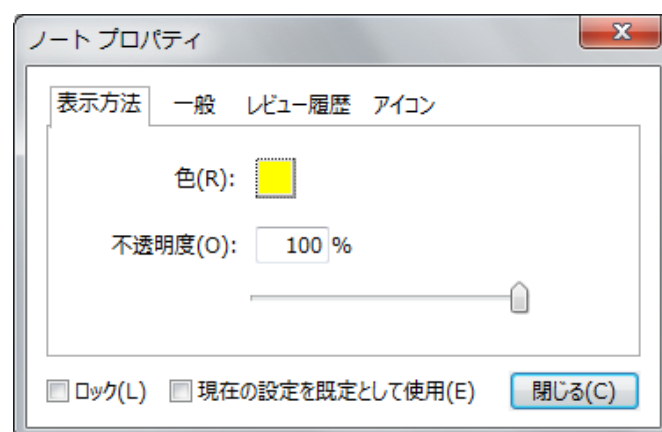 ノート プロパティ
表示方法 一般 レビュー履歴 アイコン
色(R):
不透明度(O): 100 %
ロック(L) 現在の設定を既定として使用(E) 閉じる(C)